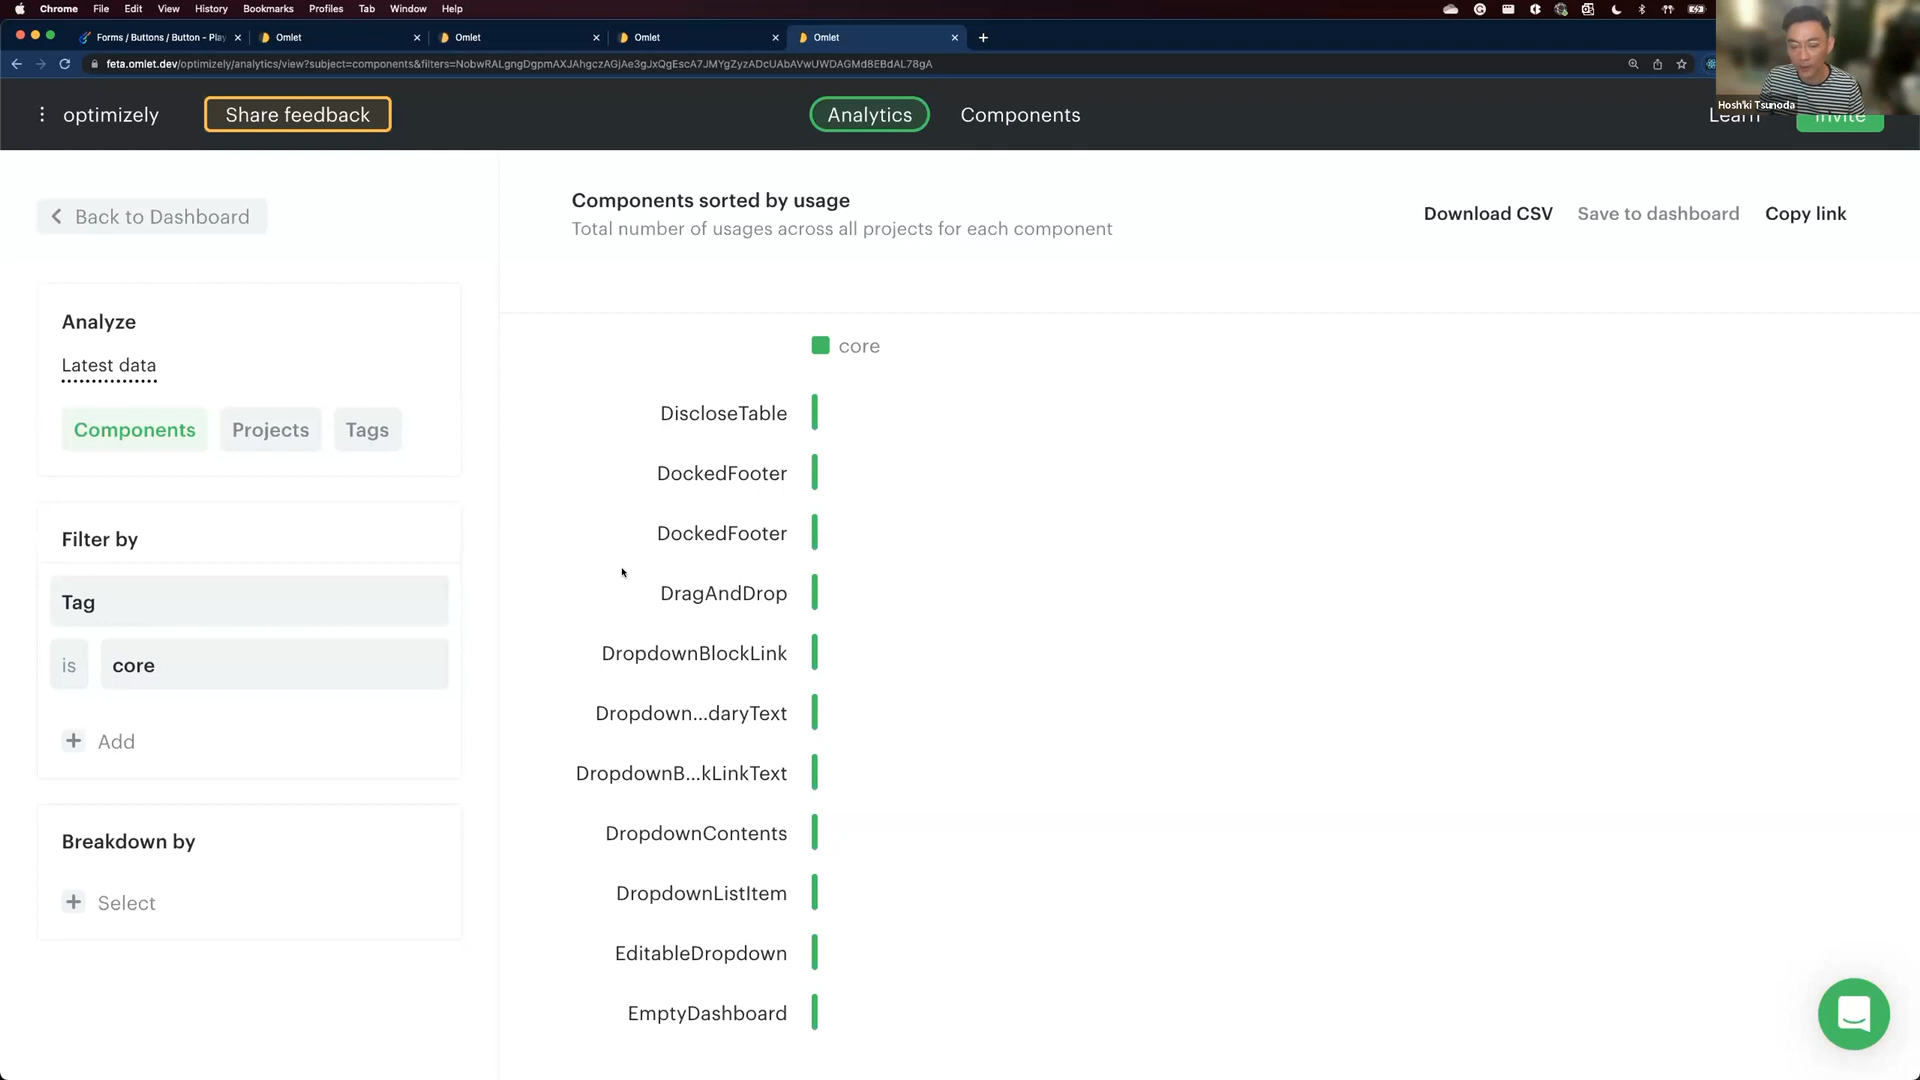 Chrome File Edit View History Bookmarks Profiles Tab Window Help
Forms / Buttons / Button - Play Omlet Omlet Omlet Omlet
feta.omlet.dev/optimizely/analytics/view?subject=components&filters=
optimizely Share feedback Analytics Components Learn Invite
Hosh'ki Tsunoda
Back to Dashboard
Components sorted by usage
Total number of usages across all projects for each component
Download CSV Save to dashboard Copy link
Analyze
Latest data
Components Projects Tags
Filter by
Tag
is core
Add
Breakdown by
Select
core
DiscloseTable
DockedFooter
DockedFooter
DragAndDrop
DropdownBlockLink
Dropdown...daryText
DropdownB...kLinkText
DropdownContents
DropdownListItem
EditableDropdown
EmptyDashboard